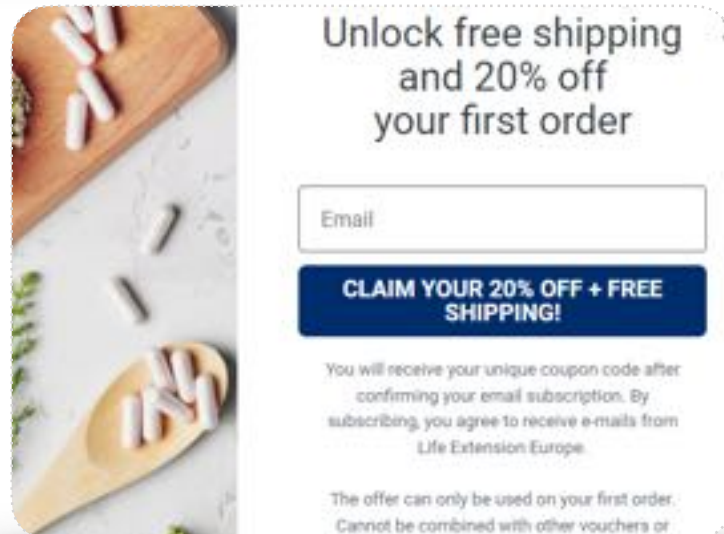 Unlock free shipping
and 20% off
your first order
Email
CLAIM YOUR 20% OFF + FREE
SHIPPING!
You will receive your unique coupon code after
confirming your email subscription. By
subscribing, you agree to receive e-mails from
Life Extension Europe.
The offer can only be used on your first order.
Cannot be combined with other vouchers or